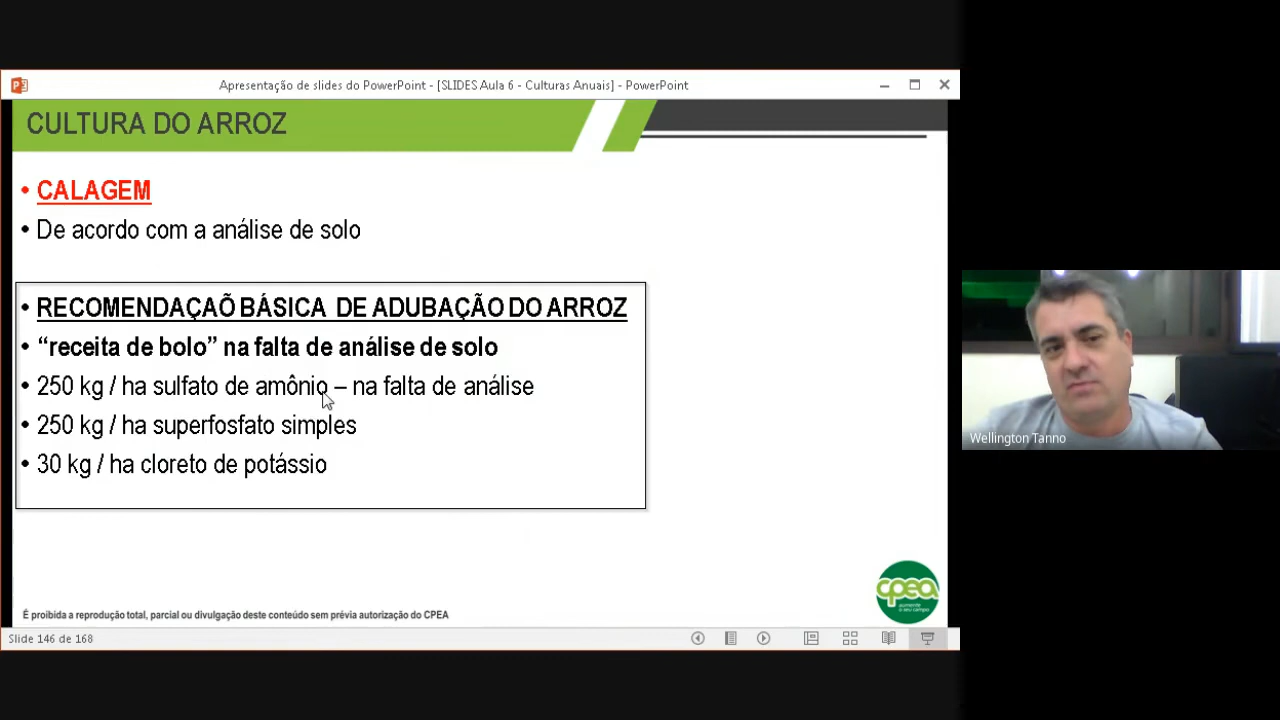 Apresentação de slides do PowerPoint - [SLIDES Aula 6 - Culturas Anuais] - PowerPoint
CULTURA DO ARROZ
• CALAGEM
• De acordo com a análise de solo
• RECOMENDAÇAÕ BÁSICA DE ADUBAÇÃO DO ARROZ
• “receita de bolo” na falta de análise de solo
• 250 kg / ha sulfato de amônio – na falta de análise
• 250 kg / ha superfosfato simples
• 30 kg / ha cloreto de potássio
Wellington Tanno
cpea
aumente
o seu campo
É proibida a reprodução total, parcial ou divulgação deste conteúdo sem prévia autorização do CPEA
Slide 146 de 168